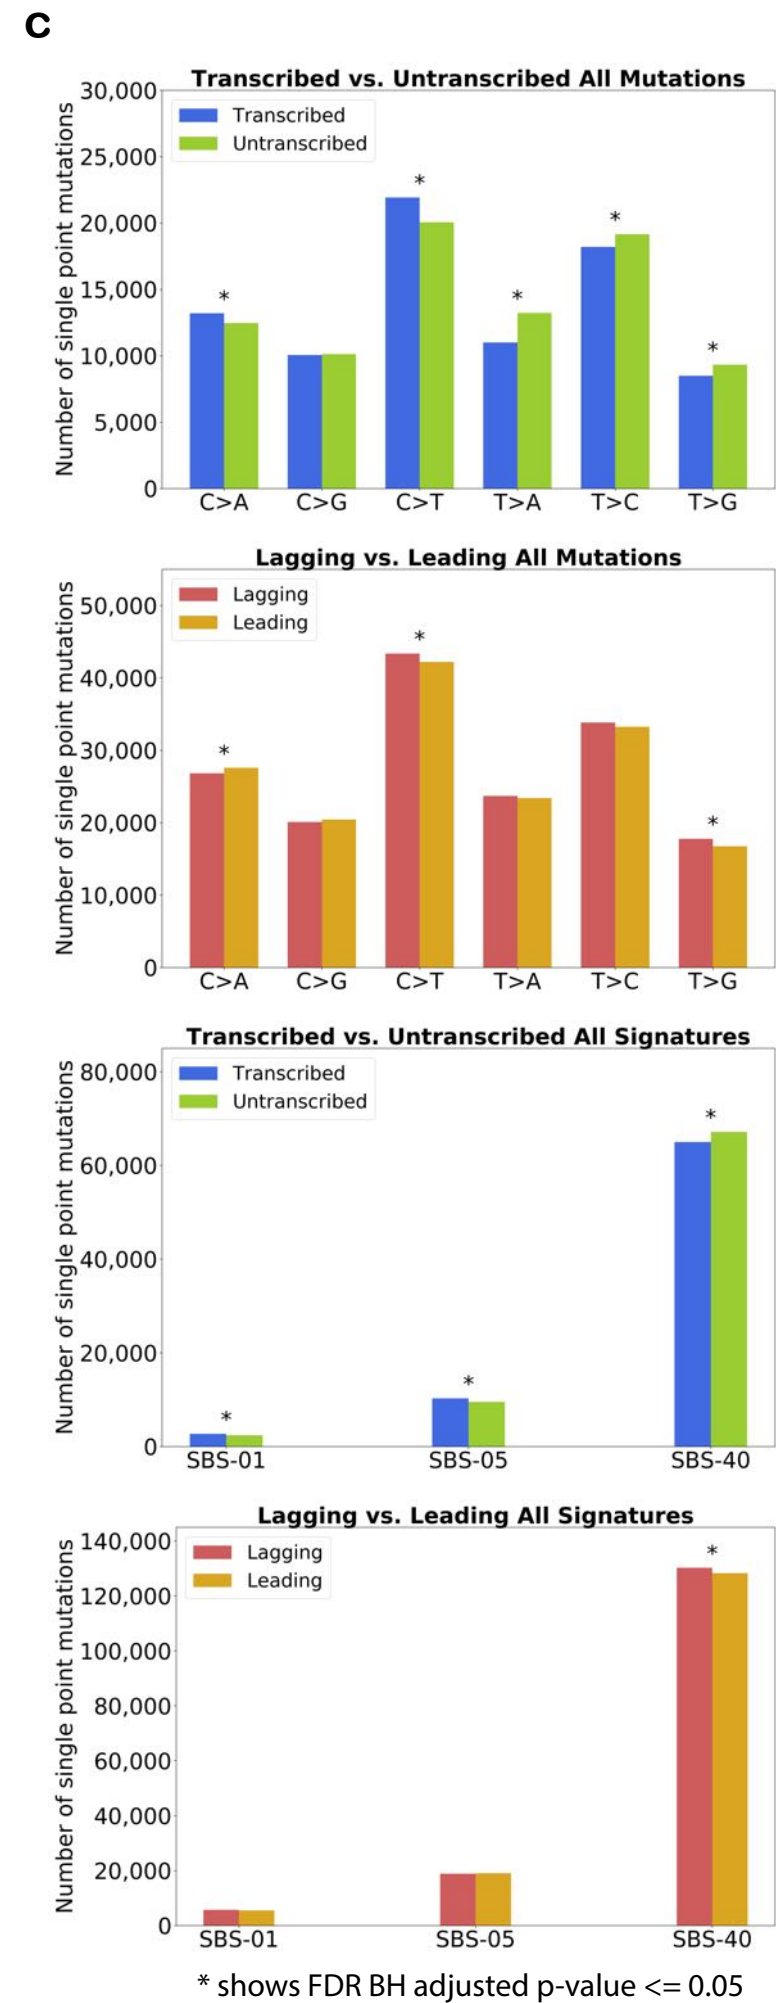 C
Transcribed vs. Untranscribed All Mutations
Number of single point mutations
30,000
25,000
20,000
15,000
10,000
5,000
0
Transcribed
Untranscribed
*
*
*
*
*
C>A C>G C>T T>A T>C T>G
Lagging vs. Leading All Mutations
Number of single point mutations
50,000
40,000
30,000
20,000
10,000
0
Lagging
Leading
*
*
*
C>A C>G C>T T>A T>C T>G
Transcribed vs. Untranscribed All Signatures
Number of single point mutations
80,000
60,000
40,000
20,000
0
Transcribed
Untranscribed
*
*
*
SBS-01 SBS-05 SBS-40
Lagging vs. Leading All Signatures
Number of single point mutations
140,000
120,000
100,000
80,000
60,000
40,000
20,000
0
Lagging
Leading
*
SBS-01 SBS-05 SBS-40
* shows FDR BH adjusted p-value <= 0.05